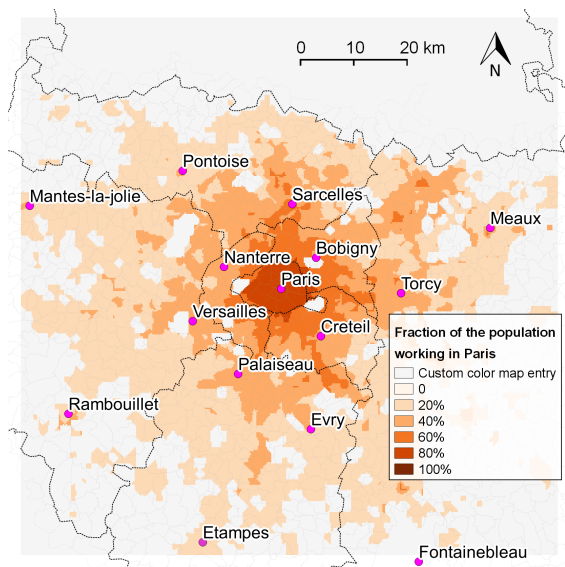 0 10 20 km
N
Pontoise
Mantes-la-jolie
Sarcelles
Meaux
Nanterre
Bobigny
Paris
Torcy
Versailles
Creteil
Fraction of the population
working in Paris
Custom color map entry
0
20%
40%
60%
80%
100%
Palaiseau
Rambouillet
Evry
Etampes
Fontainebleau